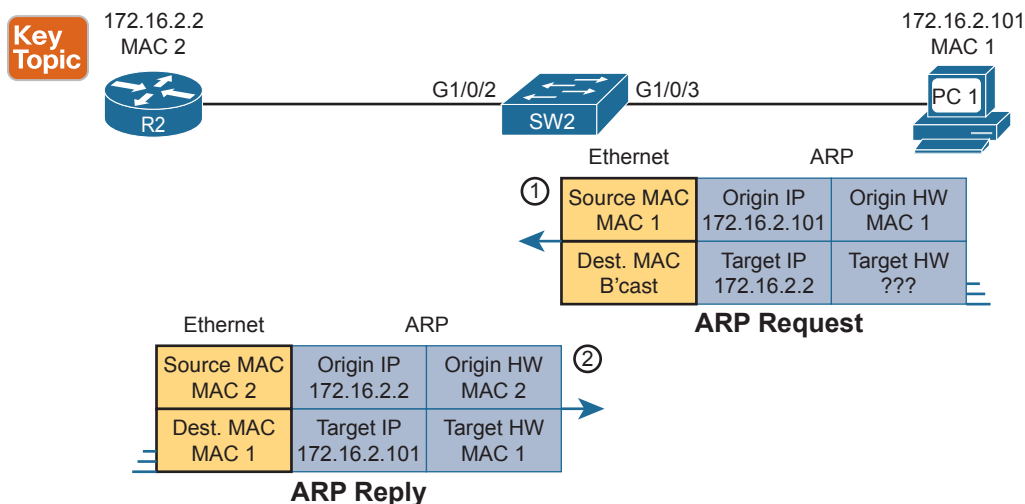 Key
Topic
172.16.2.2
MAC 2
172.16.2.101
MAC 1
G1/0/2
G1/0/3
R2
SW2
PC 1
Ethernet
ARP
1
Source MAC
MAC 1
Origin IP
172.16.2.101
Origin HW
MAC 1
Dest. MAC
B'cast
Target IP
172.16.2.2
Target HW
???
ARP Request
Ethernet
ARP
Source MAC
MAC 2
Origin IP
172.16.2.2
Origin HW
MAC 2
2
Dest. MAC
MAC 1
Target IP
172.16.2.101
Target HW
MAC 1
ARP Reply